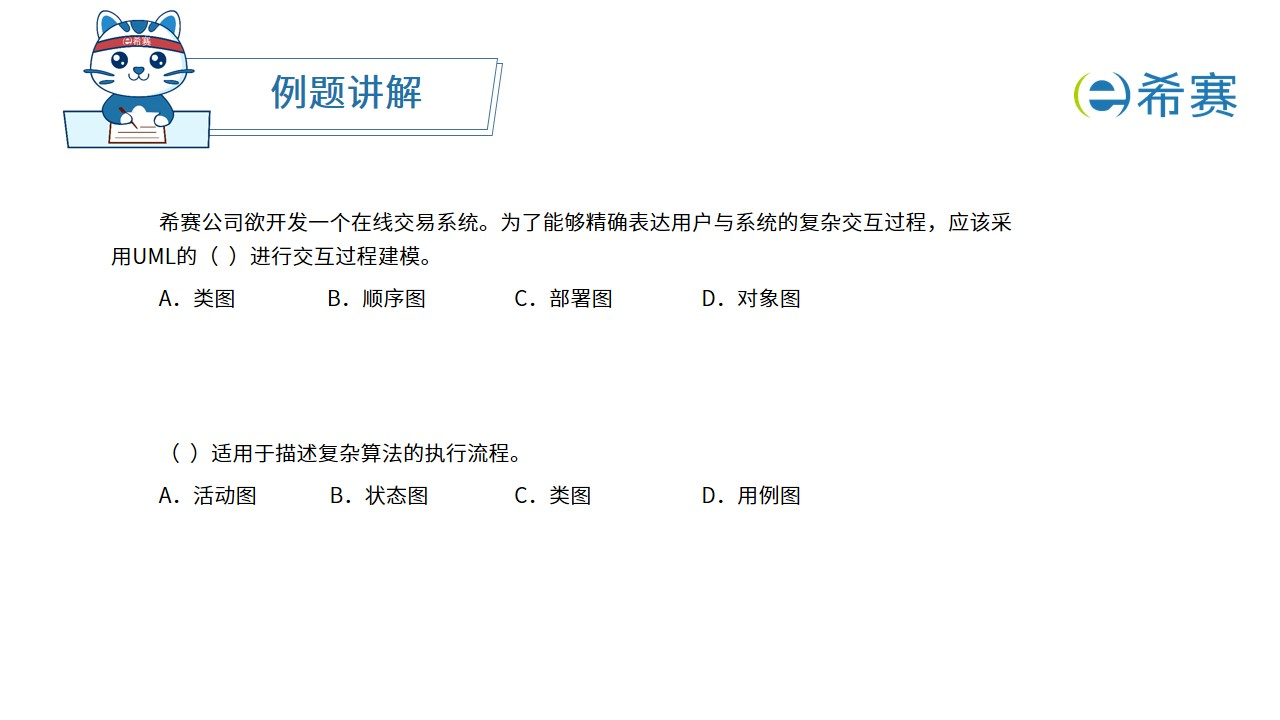 希赛
例题讲解
希赛
希赛公司欲开发一个在线交易系统。为了能够精确表达用户与系统的复杂交互过程，应该采
用UML的（ ）进行交互过程建模。
A．类图 B．顺序图 C．部署图 D．对象图
（ ）适用于描述复杂算法的执行流程。
A．活动图 B．状态图 C．类图 D．用例图